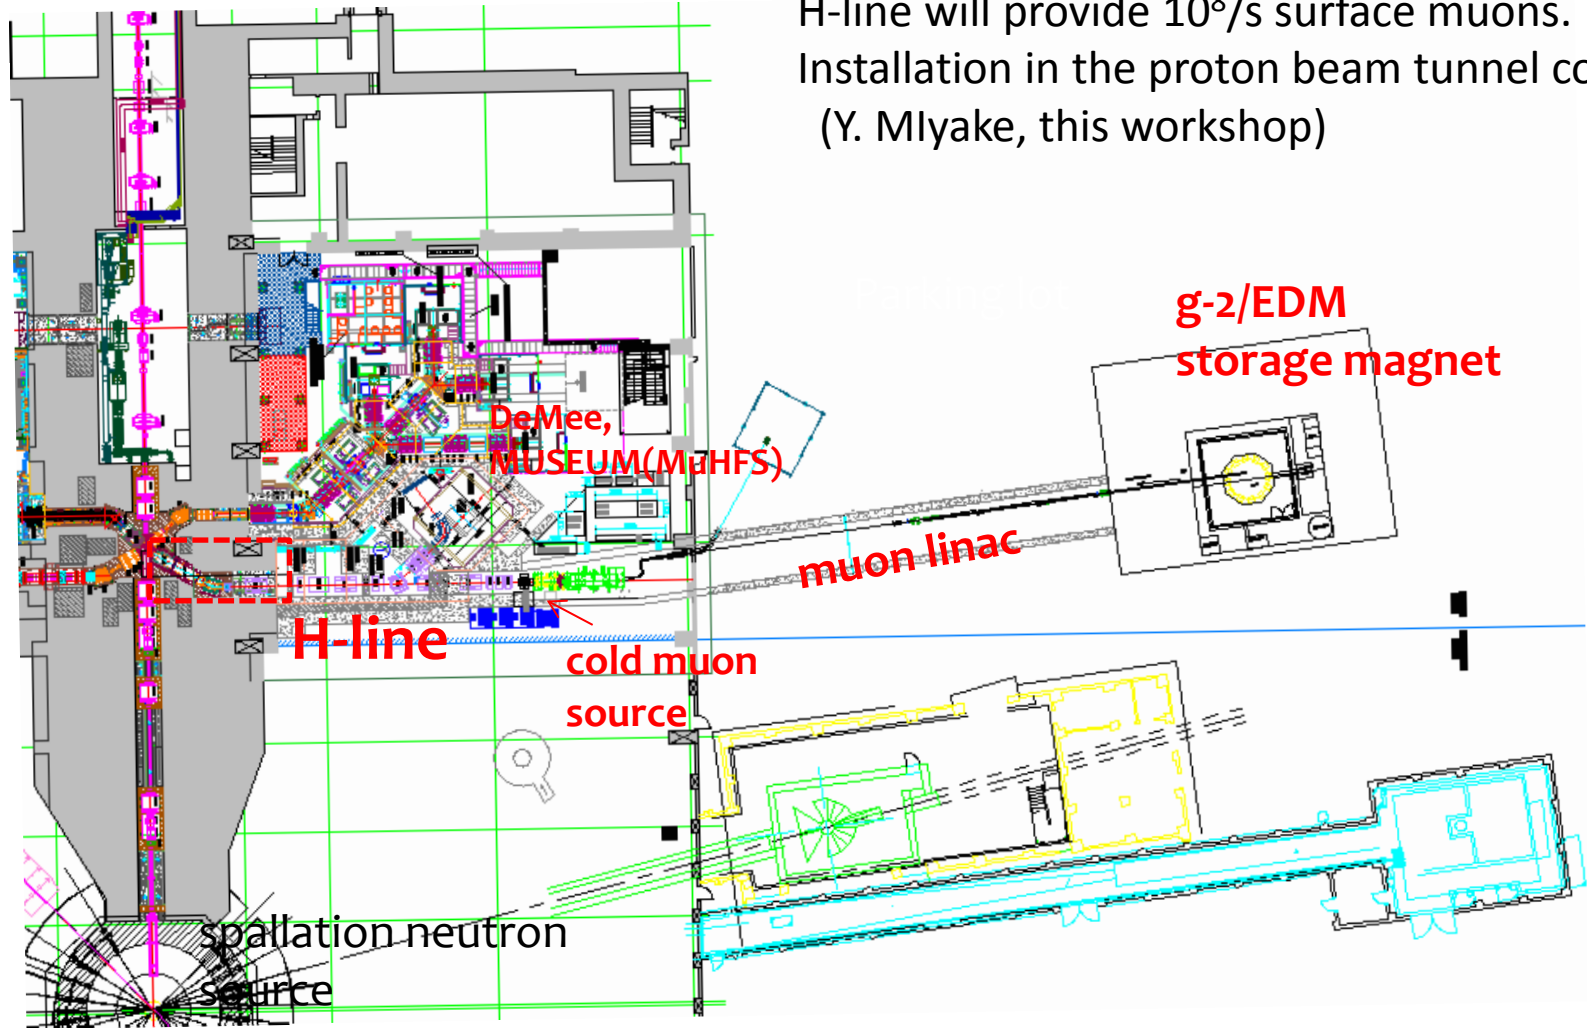 H-line will provide 10⁸/s surface muons.
Installation in the proton beam tunnel co
(Y. MIyake, this workshop)
g-2/EDM
storage magnet
DeMee,
MUSEUM(MuHFS)
muon linac
H-line
cold muon
source
spallation neutron
source